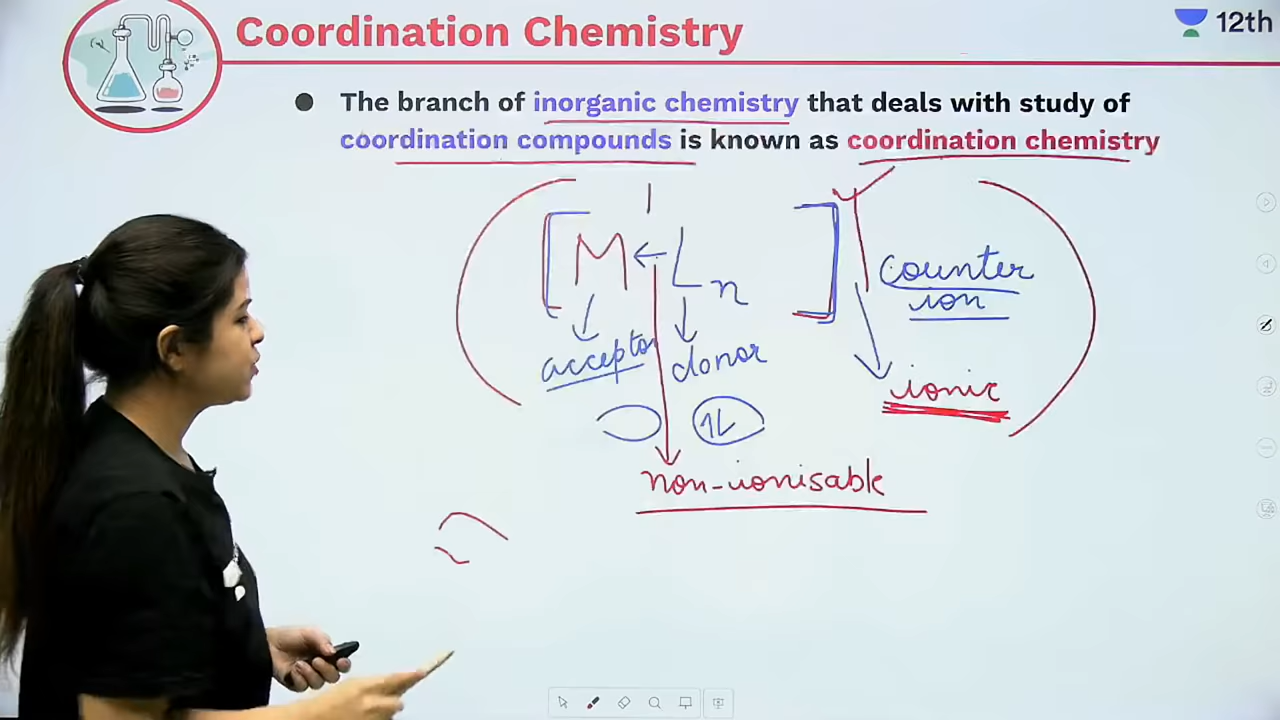 Coordination Chemistry
12th
The branch of inorganic chemistry that deals with study of
coordination compounds is known as coordination chemistry
[M ← L n] counter
ion
acceptor donor
ionic
1L
non-ionisable